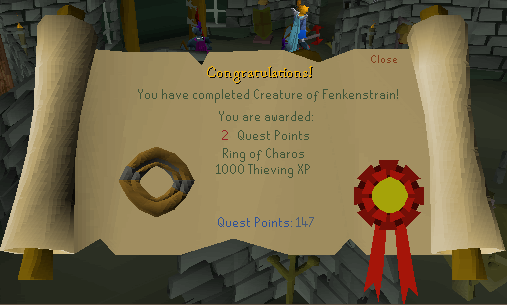 Close
Congratulations!
You have completed Creature of Fenkenstrain!
You are awarded:
2 Quest Points
Ring of Charos
1000 Thieving XP
Quest Points: 147